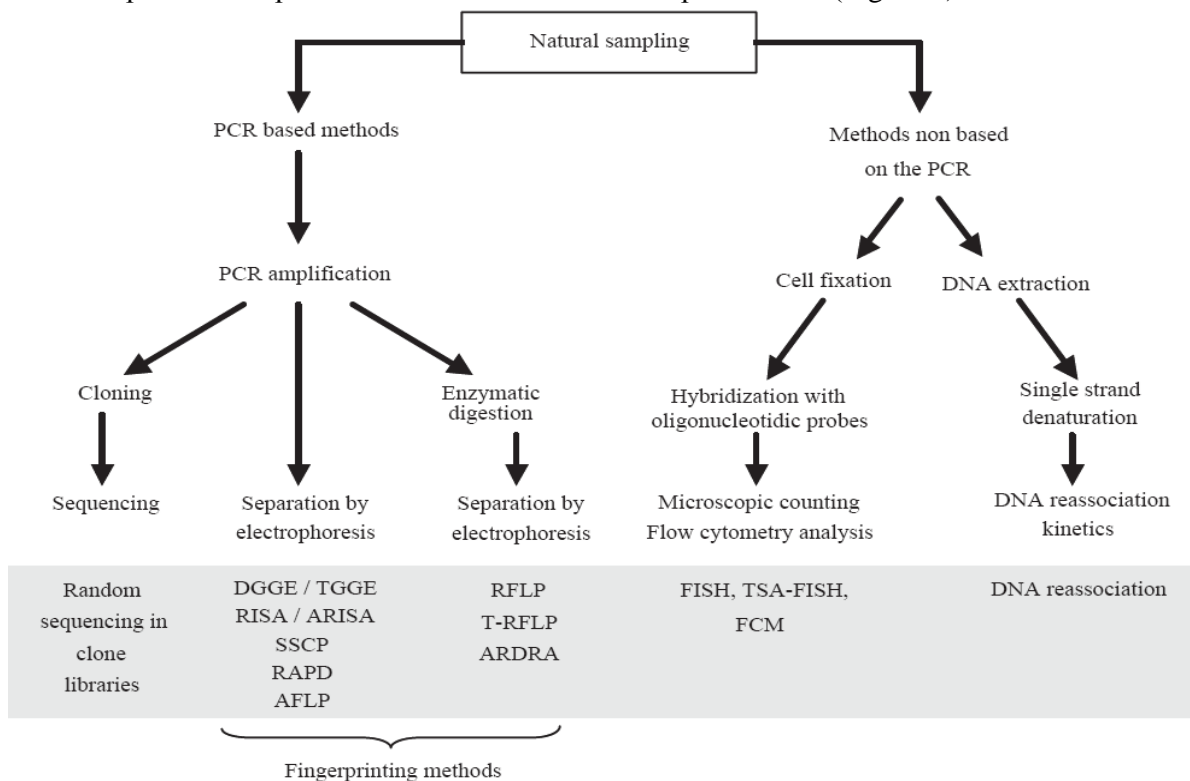 Natural sampling
PCR based methods
Methods non based
on the PCR
PCR amplification
Cell fixation
DNA extraction
Cloning
Enzymatic
digestion
Hybridization with
oligonucleotidic probes
Single strand
denaturation
Sequencing
Separation by
electrophoresis
Separation by
electrophoresis
Microscopic counting
Flow cytometry analysis
DNA reassociation
kinetics
Random
sequencing in
clone
libraries
DGGE / TGGE
RISA / ARISA
SSCP
RAPD
AFLP
RFLP
T-RFLP
ARDRA
FISH, TSA-FISH,
FCM
DNA reassociation
Fingerprinting methods